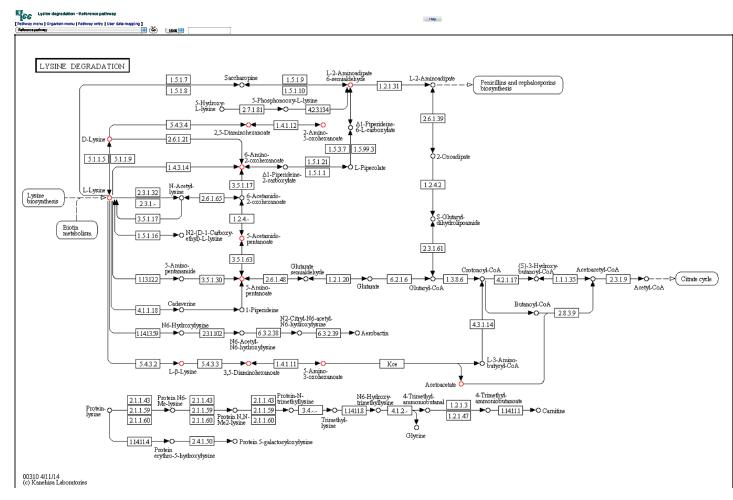 Kegg
Lysine degradation - Reference pathway
[ Pathway menu | Organism menu | Pathway entry | User data mapping ]
Reference pathway
Go
100%
Help
LYSINE DEGRADATION
1.5.1.7
1.5.1.8
Saccharopine
1.5.1.9
1.5.1.10
L-2-Aminoadipate
6-semialdehyde
1.2.1.31
L-2-Aminoadipate
Penicillins and cephalosporins
biosynthesis
5-Hydroxy-
L-lysine
2.7.1.81
5-Phosphonooxy-L-lysine
4.2.3.134
2.6.1.39
5.4.3.4
2,5-Diaminohexanoate
1.4.1.12
2-Amino-
5-oxohexanoate
Δ1-Piperideine-
6-L-carboxylate
D-Lysine
2.6.1.21
6-Amino-
2-oxohexanoate
1.5.3.7
1.5.99.3
2-Oxoadipate
5.1.1.5
5.1.1.9
1.4.3.14
Δ1-Piperideine-
2-carboxylate
1.5.1.21
1.5.1.1
L-Pipecolate
Lysine
biosynthesis
L-Lysine
2.3.1.32
2.3.1.-
N-Acetyl-
lysine
2.6.1.65
3.5.1.17
6-Acetamido-
2-oxohexanoate
1.2.4.2
3.5.1.17
1.2.4.-
S-Glutaryl-
dihydrolipoamide
Biotin
metabolism
1.5.1.16
N2-(D-1-Carboxy-
ethyl)-L-lysine
5-Acetamido-
pentanoate
2.3.1.61
3.5.1.63
1.13.12.2
5-Amino-
pentanamide
3.5.1.30
5-Amino-
pentanoate
2.6.1.48
Glutarate
semialdehyde
1.2.1.20
Glutarate
6.2.1.6
Glutaryl-CoA
1.3.8.6
Crotonoyl-CoA
4.2.1.17
(S)-3-Hydroxy-
butanoyl-CoA
1.1.1.35
Acetoacetyl-CoA
2.3.1.9
Acetyl-CoA
Citrate cycle
4.1.1.18
Cadaverine
1-Piperideine
Butanoyl-CoA
2.8.3.9
1.14.13.59
N6-Hydroxylysine
2.3.1.102
N6-Acetyl-
N6-hydroxylysine
6.3.2.38
N2-Citryl-N6-acetyl-
N6-hydroxylysine
6.3.2.39
Aerobactin
4.3.1.14
5.4.3.2
L-β-Lysine
5.4.3.3
3,5-Diaminohexanoate
1.4.1.11
5-Amino-
3-oxohexanoate
Kce
L-3-Amino-
butyryl-CoA
Acetoacetate
Protein-
lysine
2.1.1.43
2.1.1.59
2.1.1.60
Protein N6-
Me-lysine
2.1.1.43
2.1.1.59
2.1.1.60
Protein N,N-
Me2-lysine
2.1.1.43
2.1.1.59
2.1.1.60
Protein-N-
trimethyllysine
3.4.-.-
Trimethyl-
lysine
1.14.11.8
N6-Hydroxy-
trimethyllysine
4.1.2.-
Glycine
4-Trimethyl-
ammoniobutanal
1.2.1.3
1.2.1.47
4-Trimethyl-
ammoniobutanoate
1.14.11.1
Carnitine
1.14.11.4
Protein
erythro-5-hydroxylysine
2.4.1.50
Protein 5-galactosyloxylysine
00310 4/11/14
(c) Kanehisa Laboratories